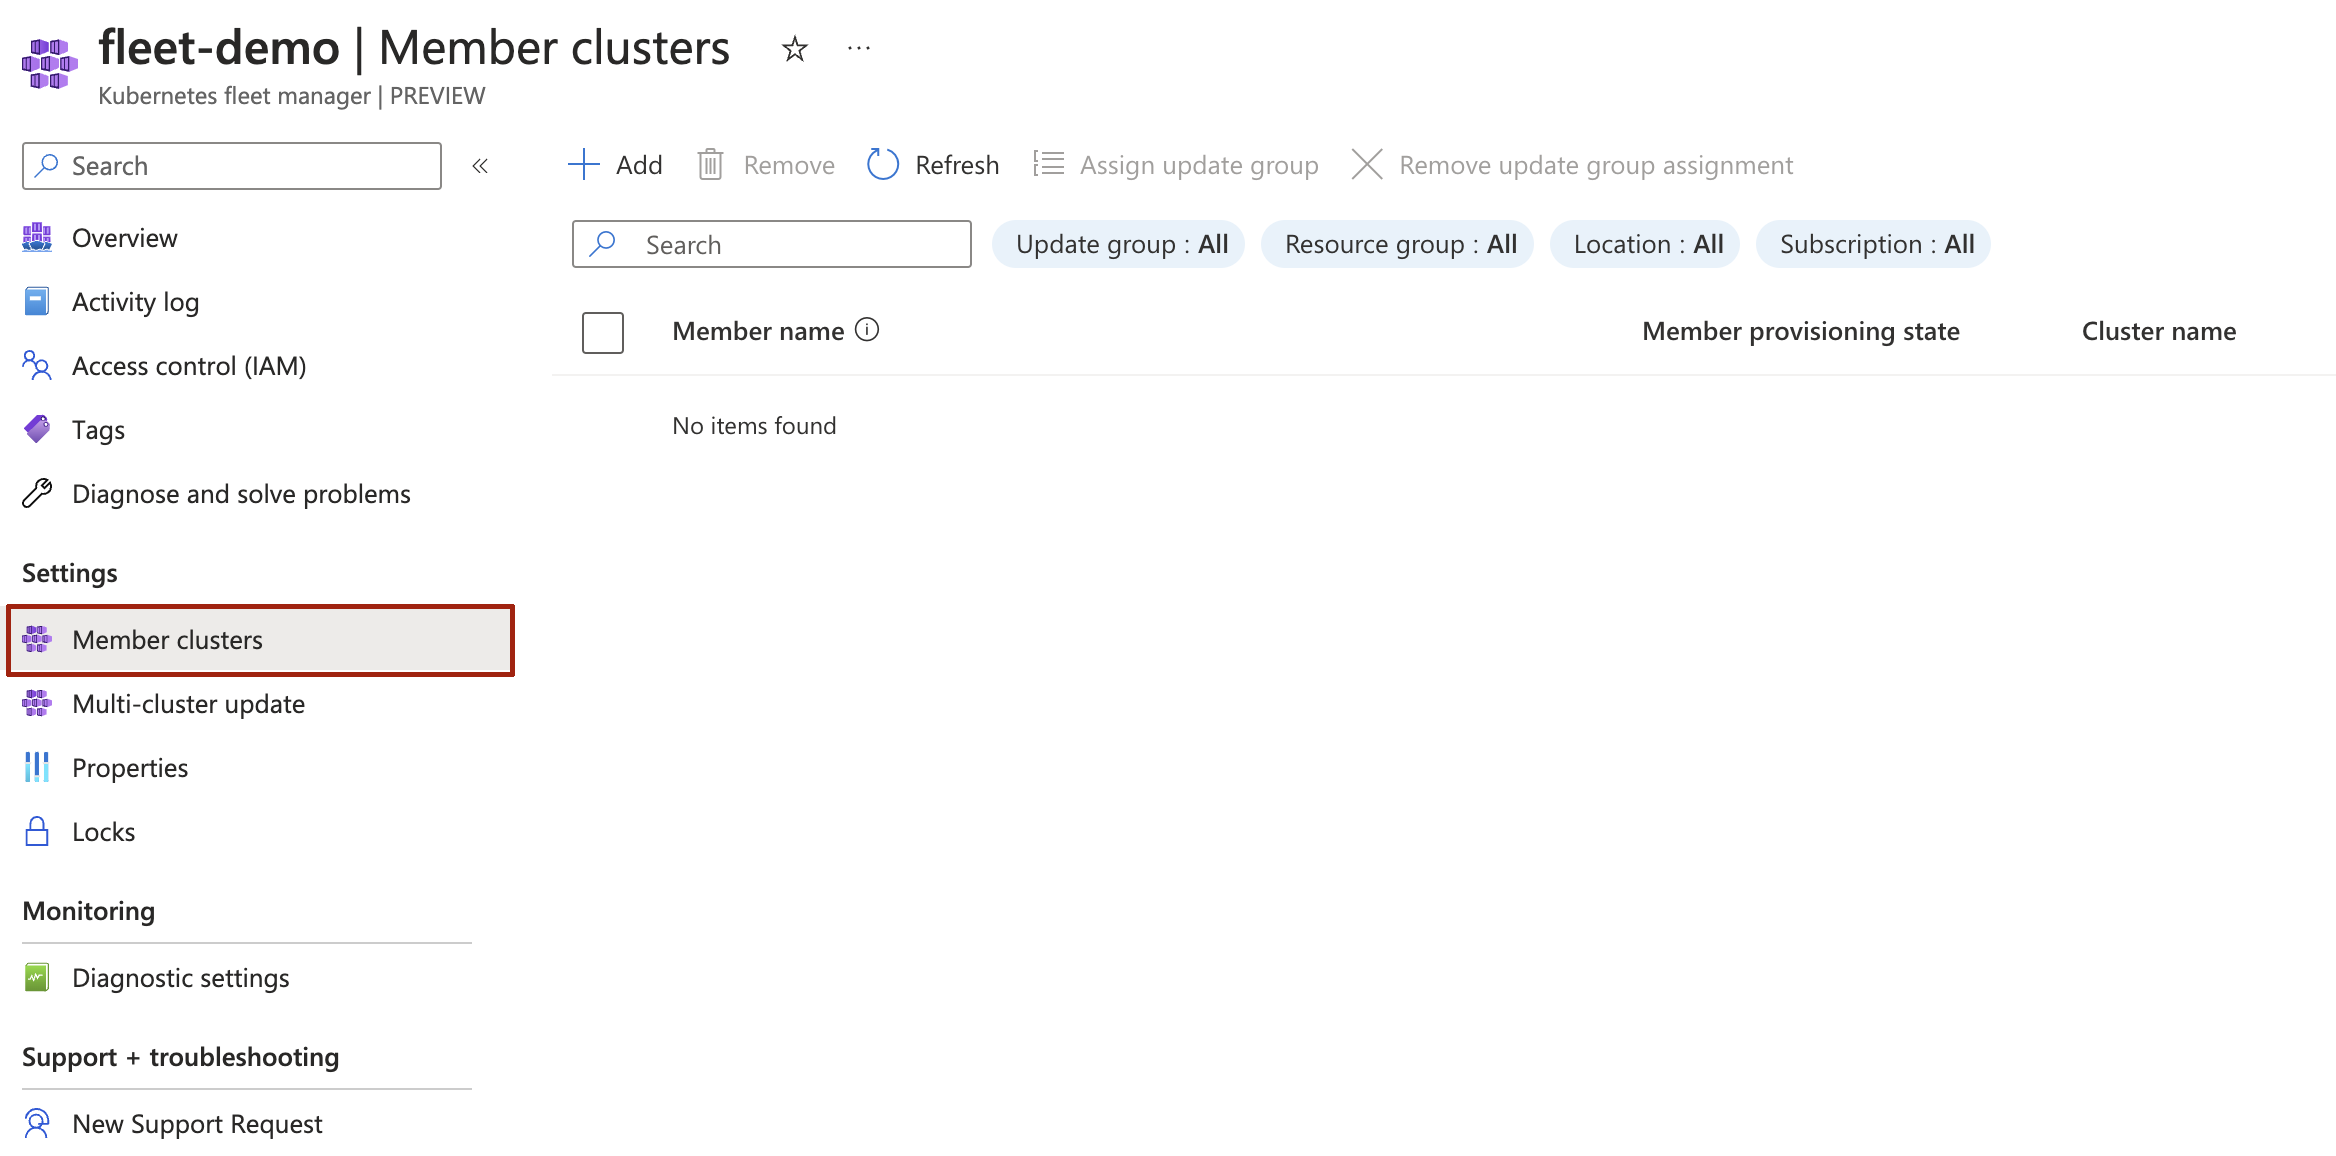 fleet-demo | Member clusters
Kubernetes fleet manager | PREVIEW
Search
Overview
Activity log
Access control (IAM)
Tags
Diagnose and solve problems
Settings
Member clusters
Multi-cluster update
Properties
Locks
Monitoring
Diagnostic settings
Support + troubleshooting
New Support Request
Add Remove Refresh Assign update group Remove update group assignment
Search Update group : All Resource group : All Location : All Subscription : All
Member name Member provisioning state Cluster name
No items found